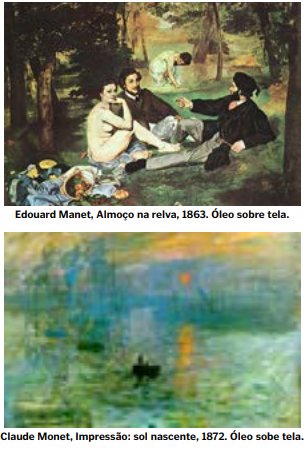 Edouard Manet, Almoço na relva, 1863. Óleo sobre tela.
Claude Monet, Impressão: sol nascente, 1872. Óleo sobe tela.